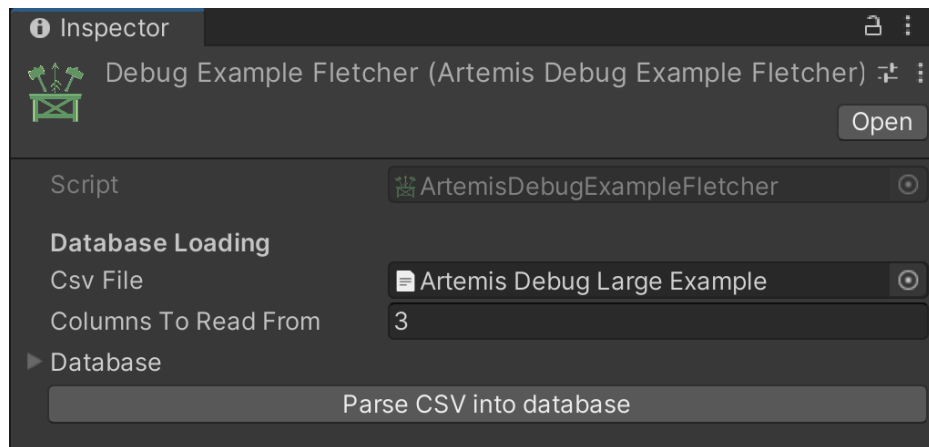 Inspector
Debug Example Fletcher (Artemis Debug Example Fletcher)
Open
Script ArtemisDebugExampleFletcher
Database Loading
Csv File Artemis Debug Large Example
Columns To Read From 3
Database
Parse CSV into database